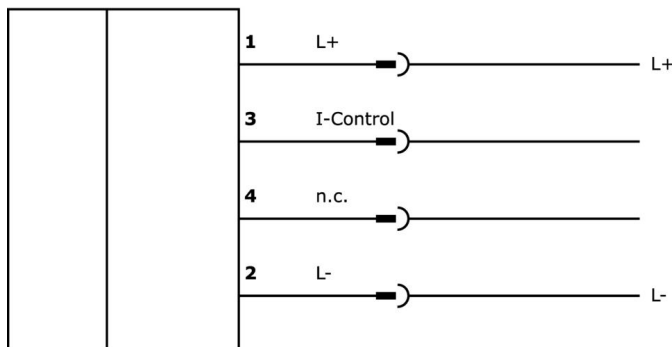 1 L+
L+
3 I-Control
4 n.c.
2 L-
L-